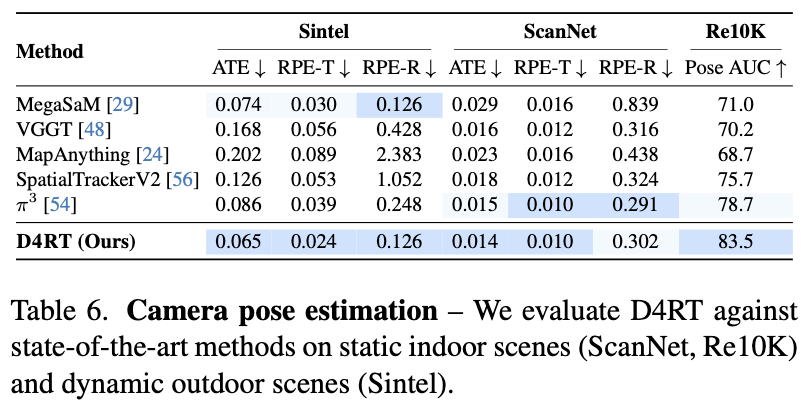 Method Sintel ScanNet Re10K
ATE ↓ RPE-T ↓ RPE-R ↓ ATE ↓ RPE-T ↓ RPE-R ↓ Pose AUC ↑
MegaSaM [29] 0.074 0.030 0.126 0.029 0.016 0.839 71.0
VGGT [48] 0.168 0.056 0.428 0.016 0.012 0.316 70.2
MapAnything [24] 0.202 0.089 2.383 0.023 0.016 0.438 68.7
SpatialTrackerV2 [56] 0.126 0.053 1.052 0.018 0.012 0.324 75.7
π³ [54] 0.086 0.039 0.248 0.015 0.010 0.291 78.7
D4RT (Ours) 0.065 0.024 0.126 0.014 0.010 0.302 83.5
Table 6. Camera pose estimation – We evaluate D4RT against
state-of-the-art methods on static indoor scenes (ScanNet, Re10K)
and dynamic outdoor scenes (Sintel).